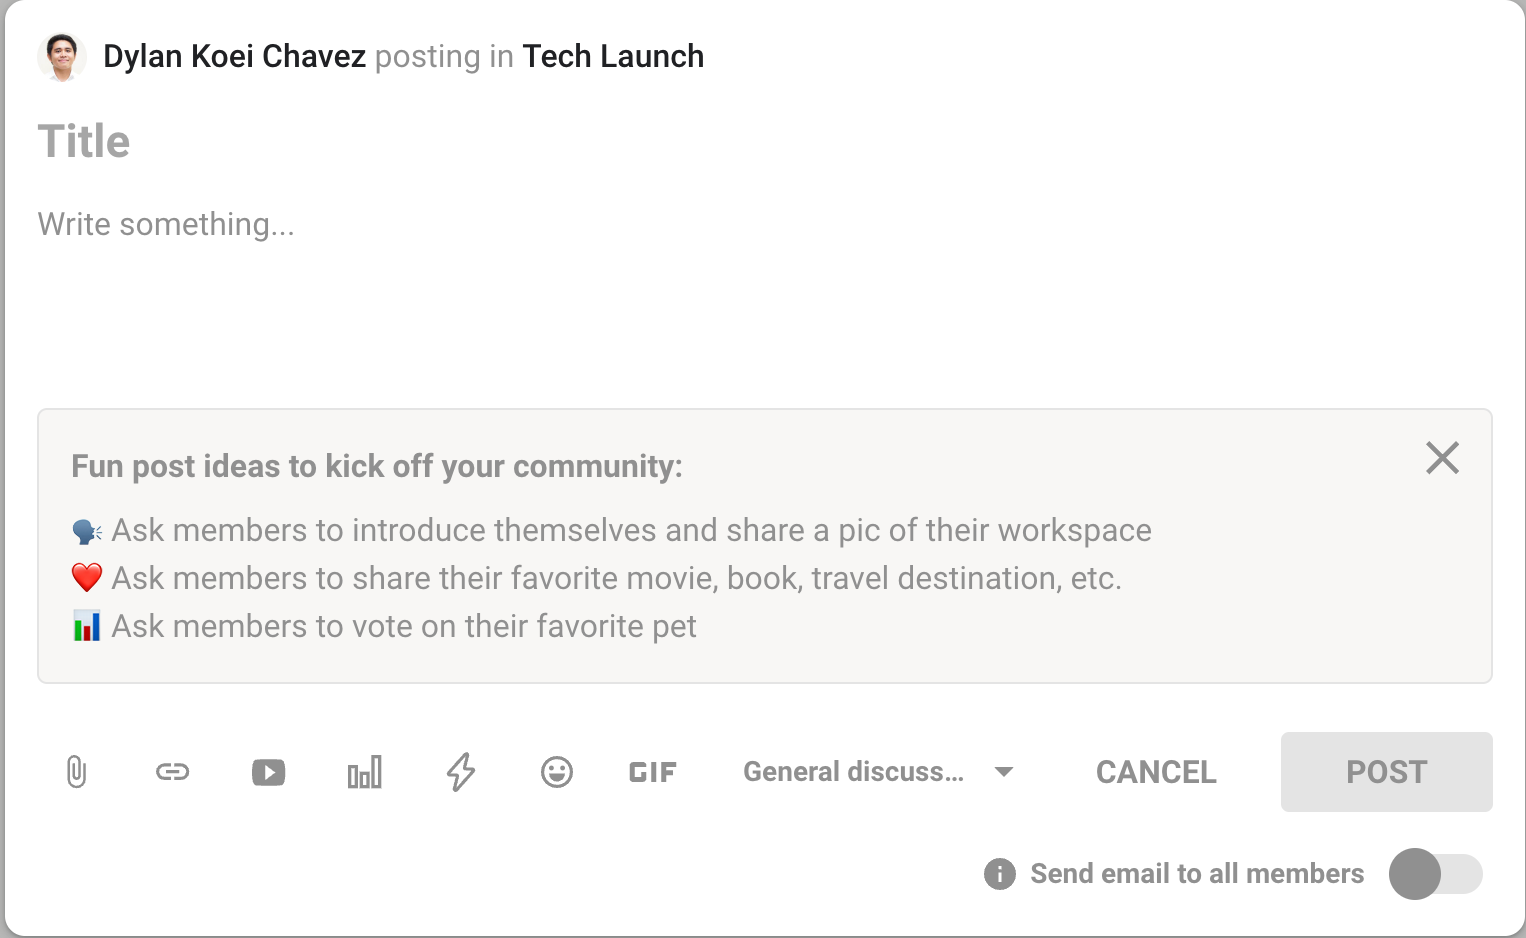 Dylan Koei Chavez posting in Tech Launch
Title
Write something...
Fun post ideas to kick off your community:
🗣️ Ask members to introduce themselves and share a pic of their workspace
❤️ Ask members to share their favorite movie, book, travel destination, etc.
📊 Ask members to vote on their favorite pet
GIF General discuss... CANCEL POST
Send email to all members